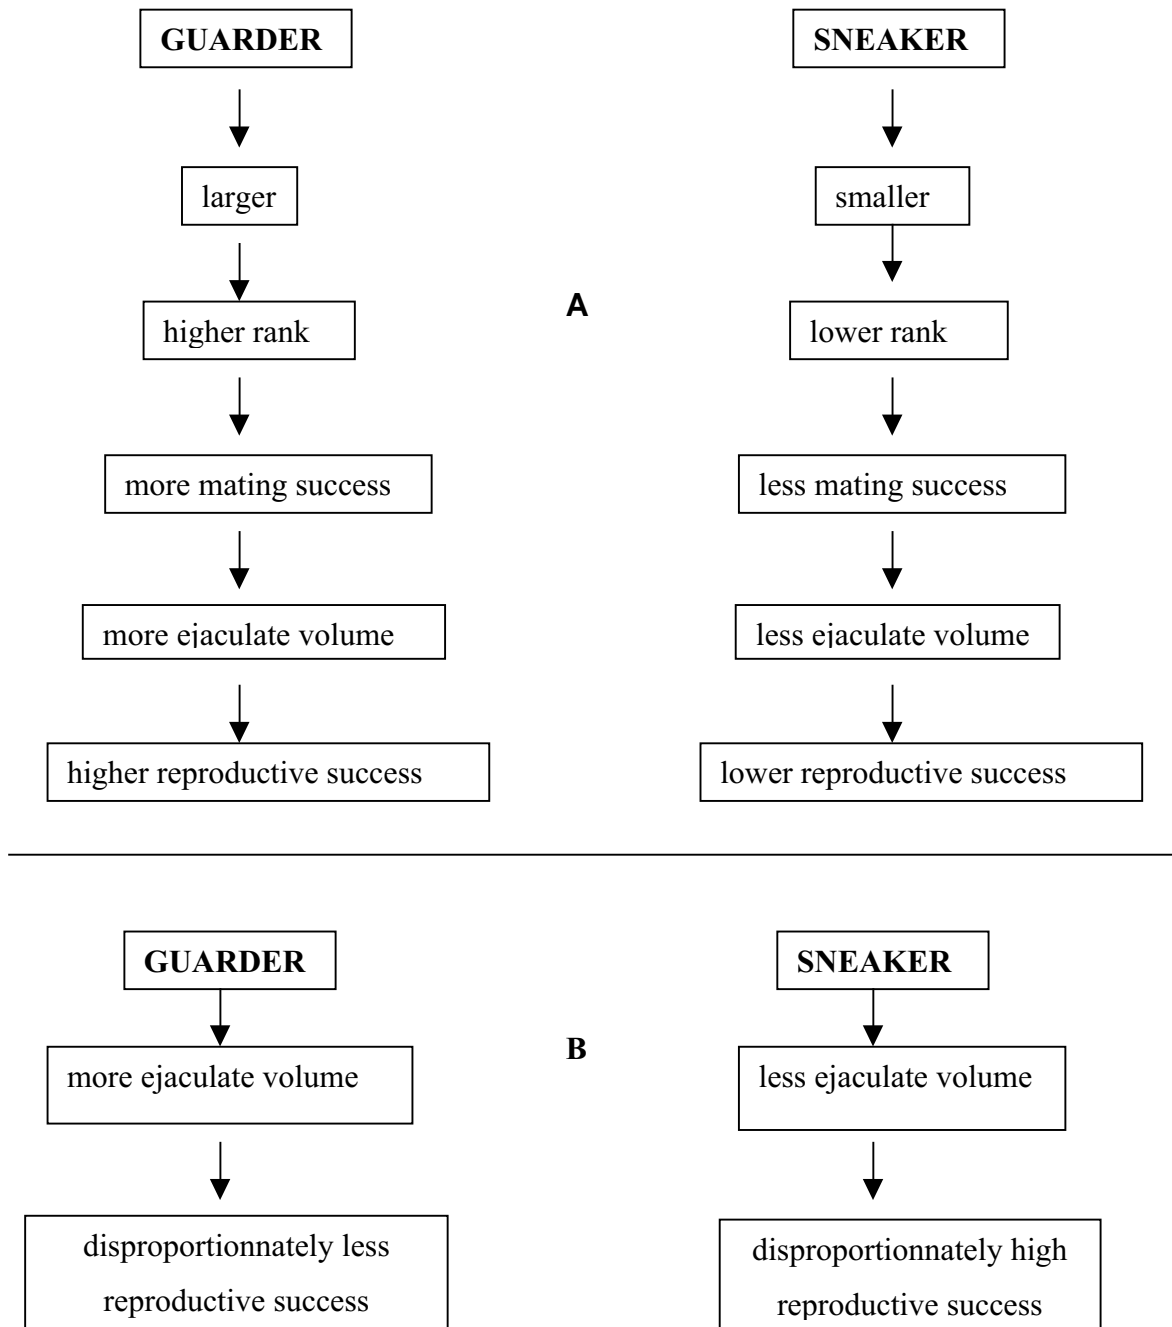 GUARDER
SNEAKER
larger
smaller
A
higher rank
lower rank
more mating success
less mating success
more ejaculate volume
less ejaculate volume
higher reproductive success
lower reproductive success
GUARDER
SNEAKER
B
more ejaculate volume
less ejaculate volume
disproportionnately less
reproductive success
disproportionnately high
reproductive success